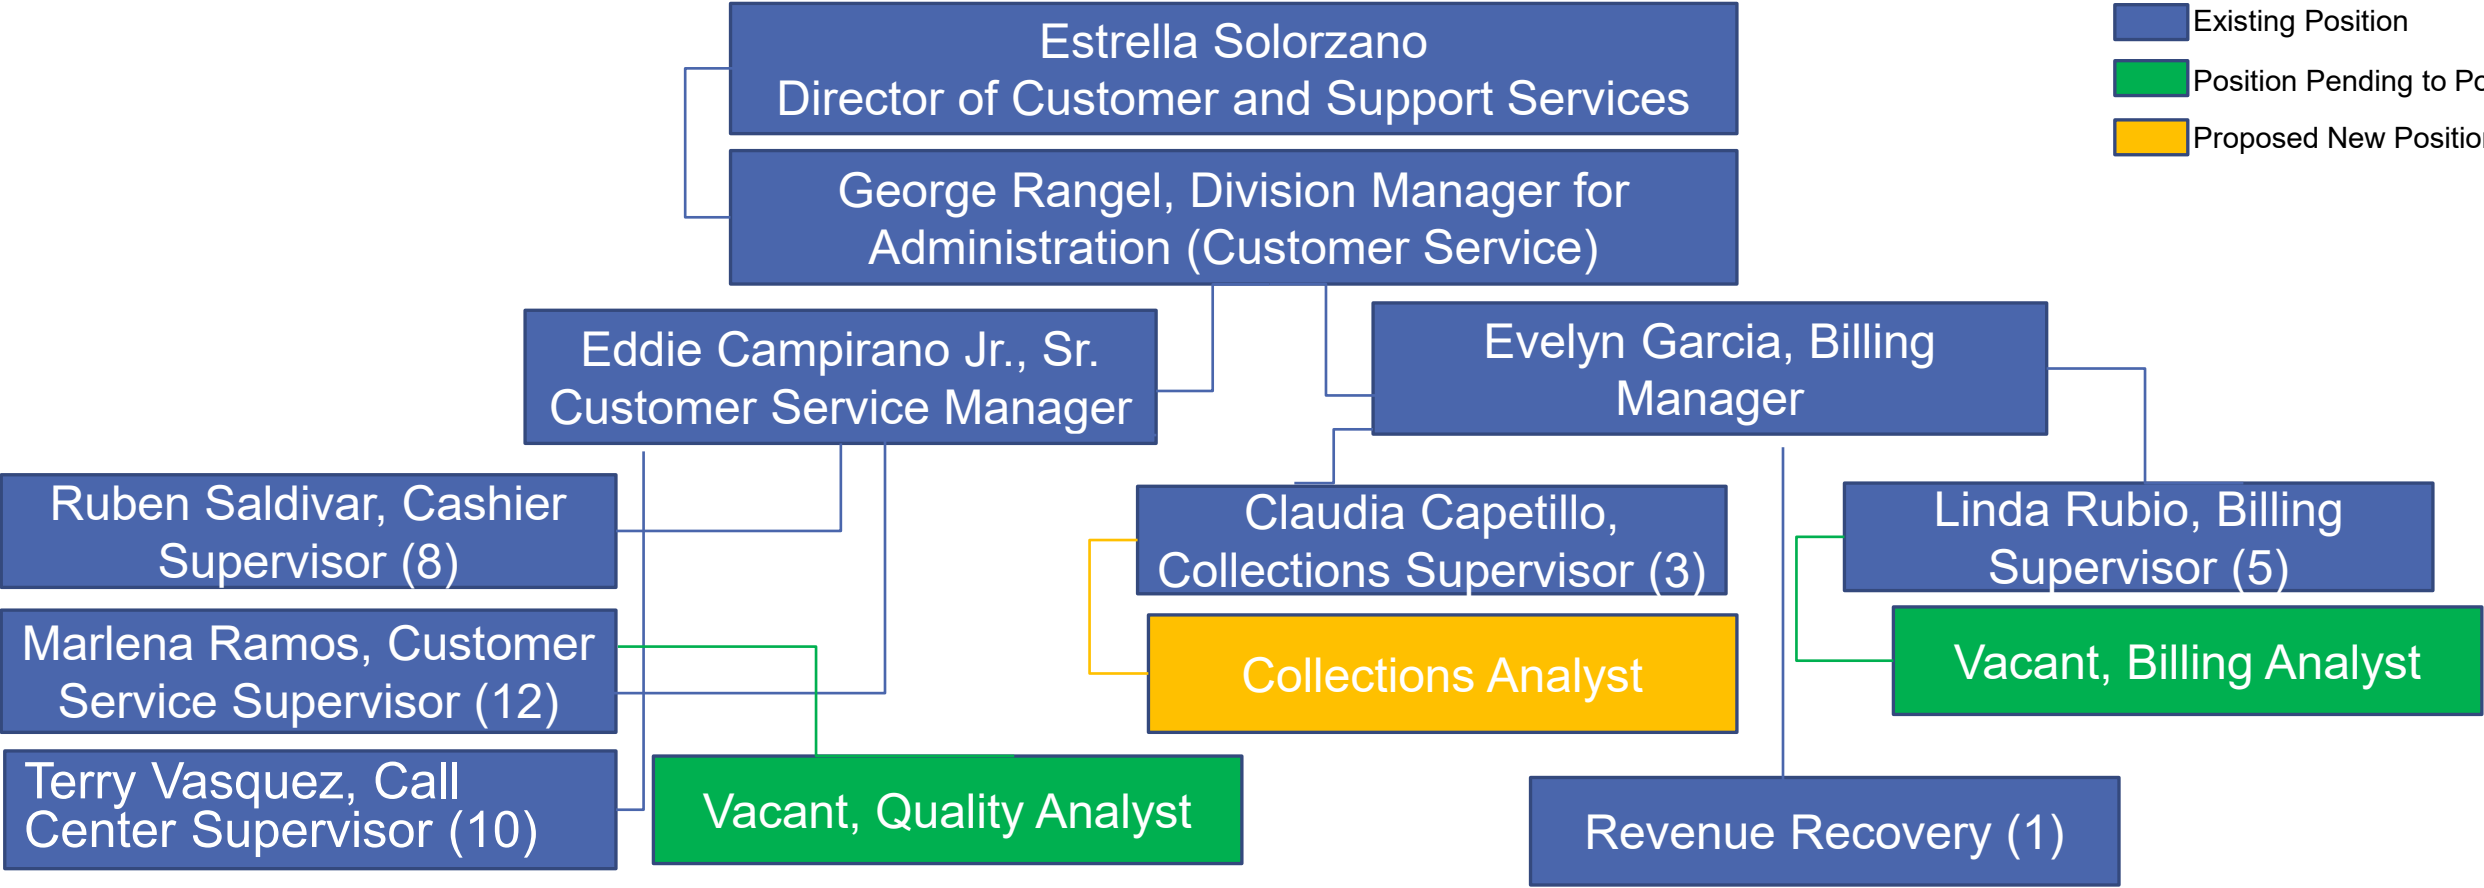 Estrella Solorzano
Director of Customer and Support Services
Existing Position
Position Pending to
Proposed New
George Rangel, Division Manager for
Administration (Customer Service)
Eddie Campirano Jr., Sr.
Customer Service Manager
Evelyn Garcia, Billing
Manager
Ruben Saldivar, Cashier
Supervisor (8)
Claudia Capetillo,
Collections Supervisor (3)
Linda Rubio, Billing
Supervisor (5)
Marlena Ramos, Customer
Service Supervisor (12)
Collections Analyst
Vacant, Billing Analyst
Terry Vasquez, Call
Center Supervisor (10)
Vacant, Quality Analyst
Revenue Recovery (1)